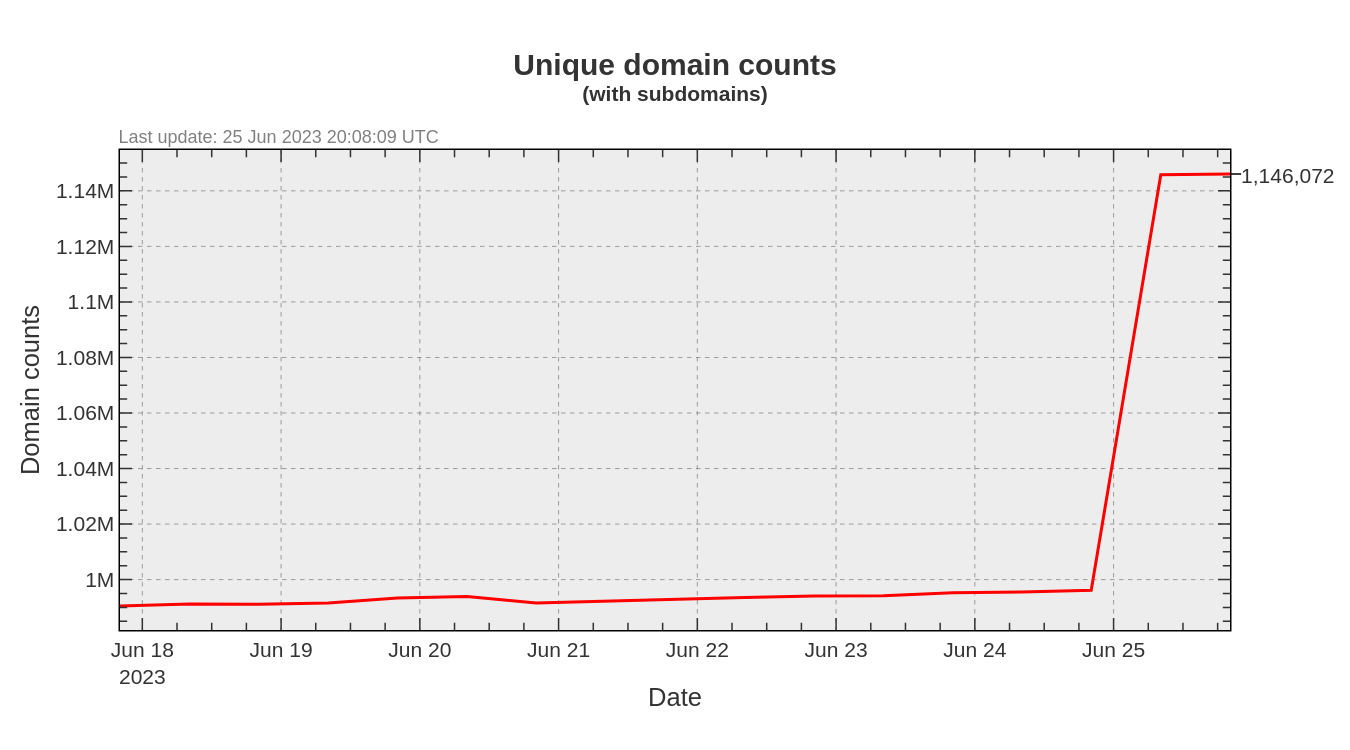 Unique domain counts
(with subdomains)
Last update: 25 Jun 2023 20:08:09 UTC
1.14M
1,146,072
1.12M
1.1M
1.08M
1.06M
1.04M
1.02M
1M
Domain counts
Jun 18 Jun 19 Jun 20 Jun 21 Jun 22 Jun 23 Jun 24 Jun 25
2023
Date